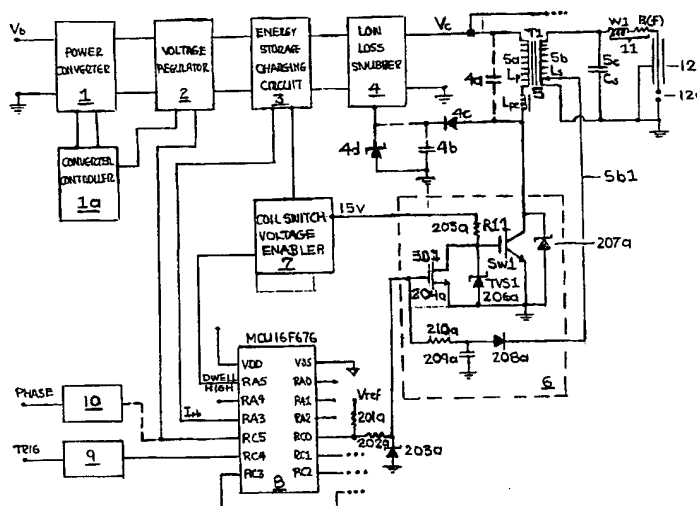 Vb
POWER CONVERTER
1
VOLTAGE REGULATOR
2
ENERGY STORAGE CHARGING CIRCUIT
3
LOW LOSS SNUBBER
4
Vc
T1
5a
Lp
5b
Ls
5
Lpe
4a
4c
4b
4d
5c
Cs
W1
11
R(f)
12
12a
5b1
CONVERTER CONTROLLER
1a
COIL SWITCH VOLTAGE ENABLER
7
15V
205a
R11
SW1
TVS1
206a
207a
SD1
204a
210a
209a
208a
6
MCU16F676
VDD
VSS
DWELL HIGH
RA5
RA0
RA4
RA1
RA3
RA2
RC5
RC0
RC4
RC1
RC3
RC2
8
Vref
201a
202a
203a
PHASE
10
TRIG
9